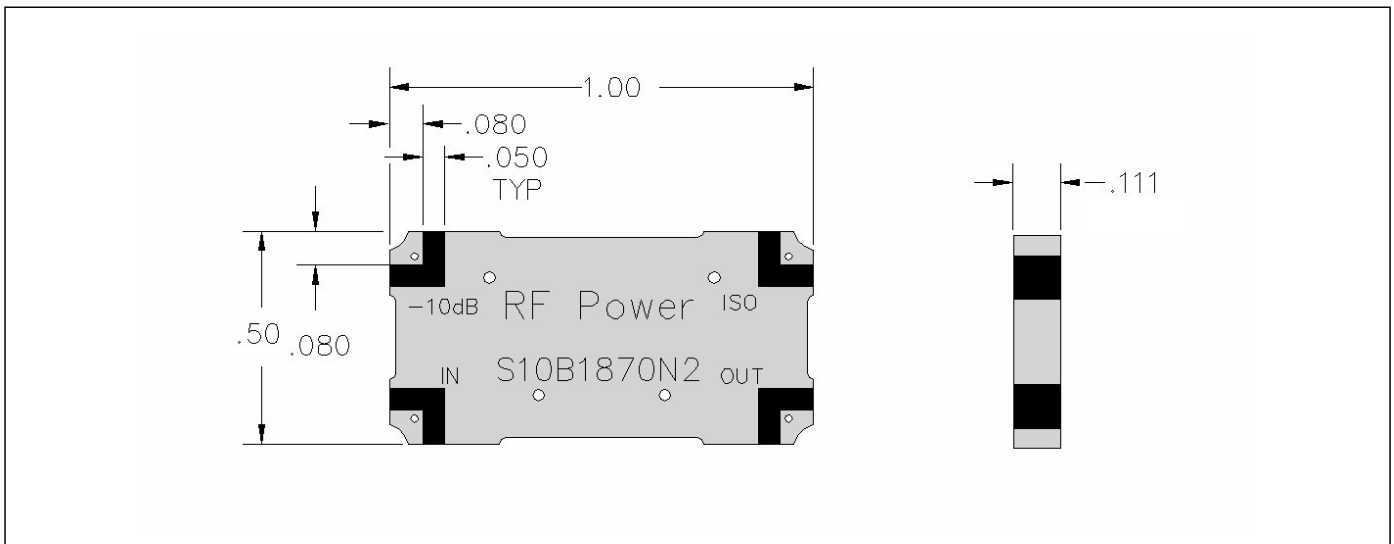 1.00
.080
.050
TYP
.111
-10dB RF Power ISO
.50 .080
IN S10B1870N2 OUT